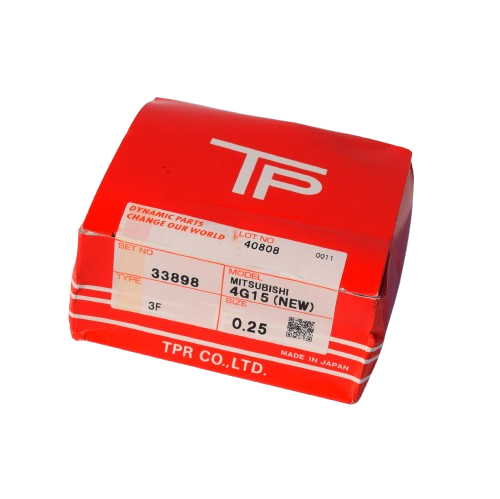 TP
DYNAMIC PARTS
CHANGE OUR WORLD
LOT NO
40808
0011
SET NO
33898
MODEL
MITSUBISHI
4G15 (NEW)
TYPE
3F
SIZE
0.25
MADE IN JAPAN
TPR CO.,LTD.